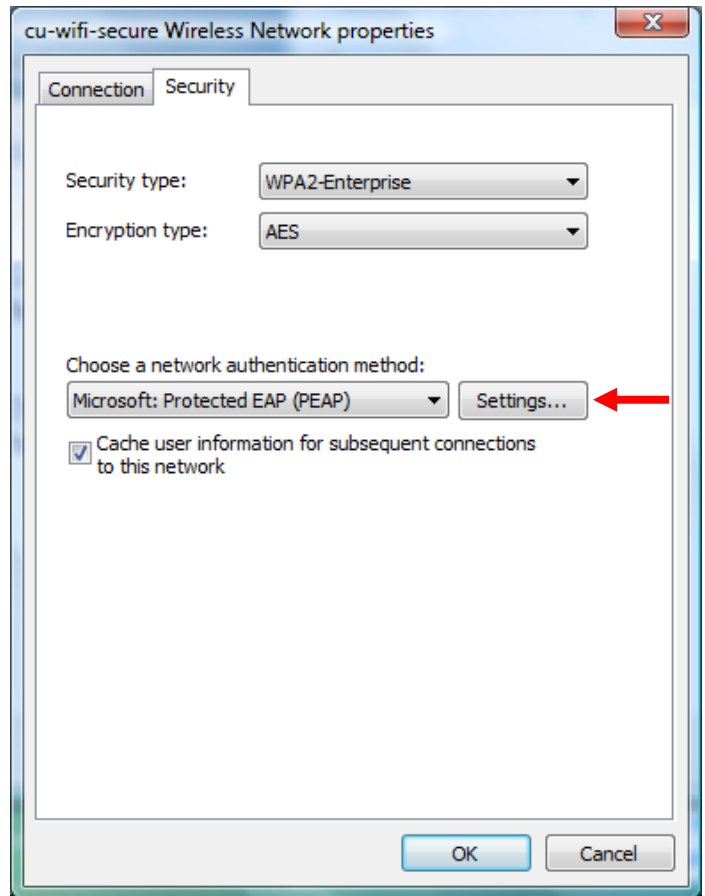 cu-wifi-secure Wireless Network properties
Connection Security
Security type: WPA2-Enterprise
Encryption type: AES
Choose a network authentication method:
Microsoft: Protected EAP (PEAP) Settings...
Cache user information for subsequent connections
to this network
OK Cancel